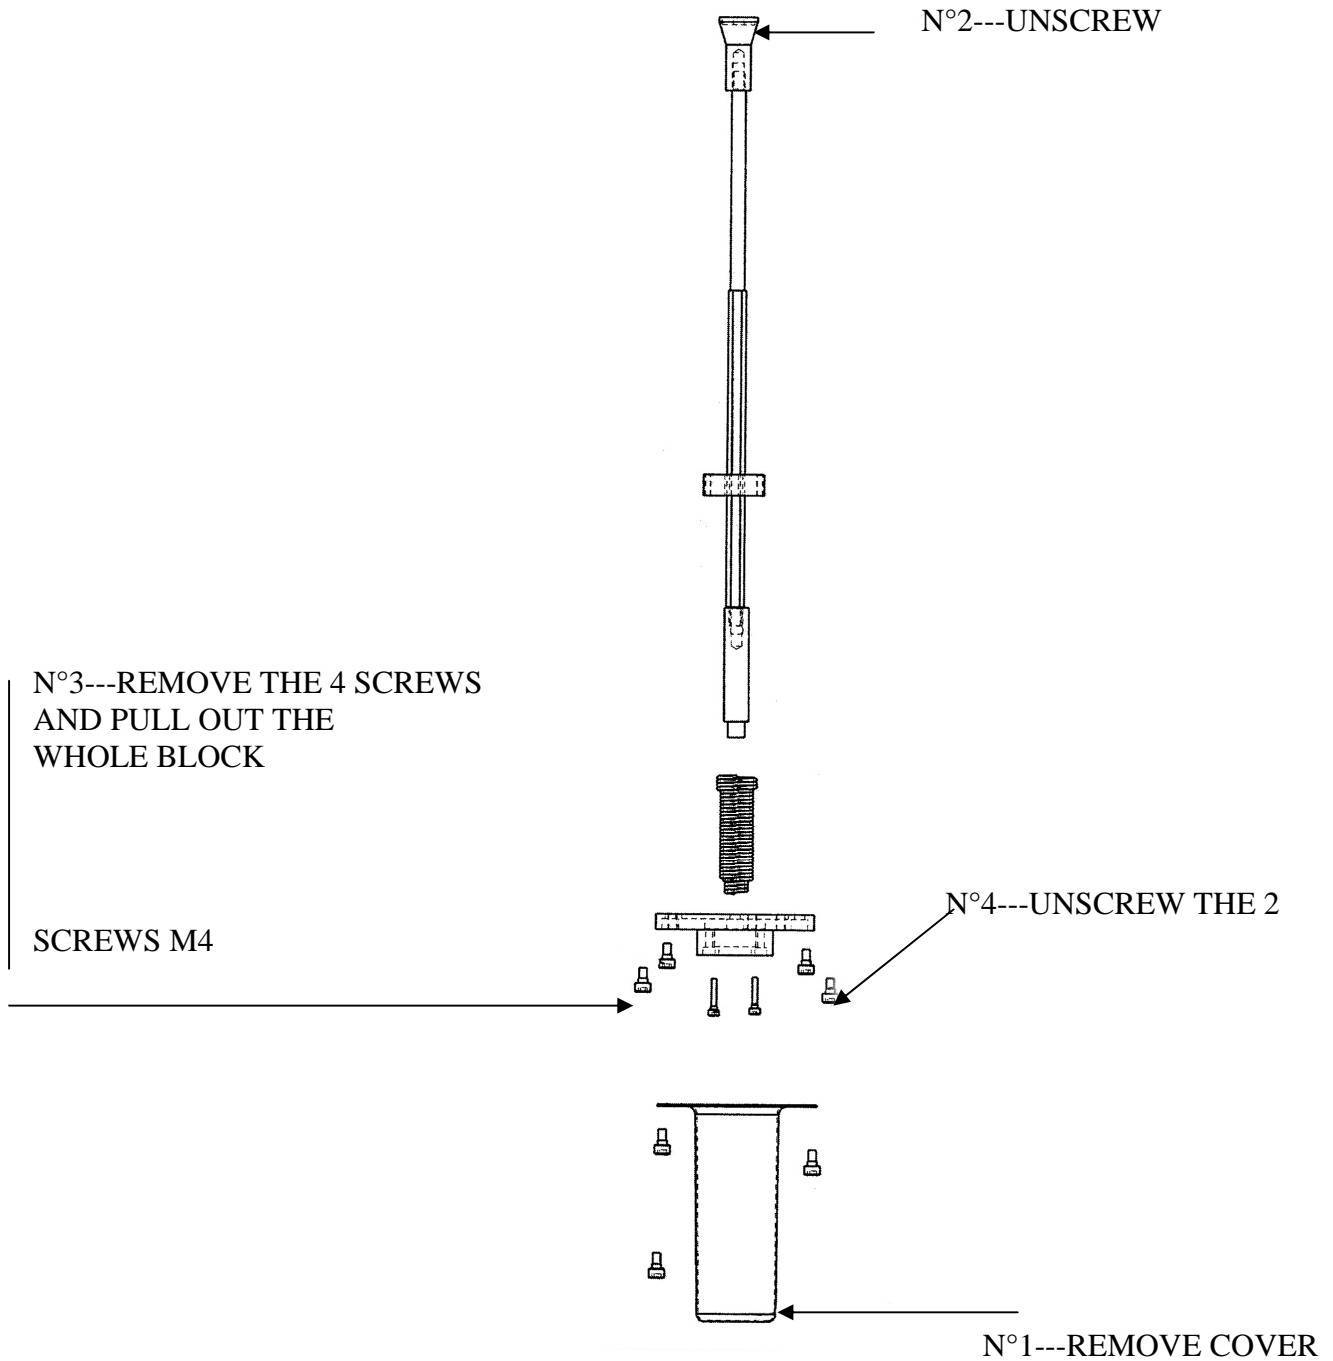 N°2---UNSCREW
N°3---REMOVE THE 4 SCREWS
AND PULL OUT THE
WHOLE BLOCK
N°4---UNSCREW THE 2
SCREWS M4
N°1---REMOVE COVER